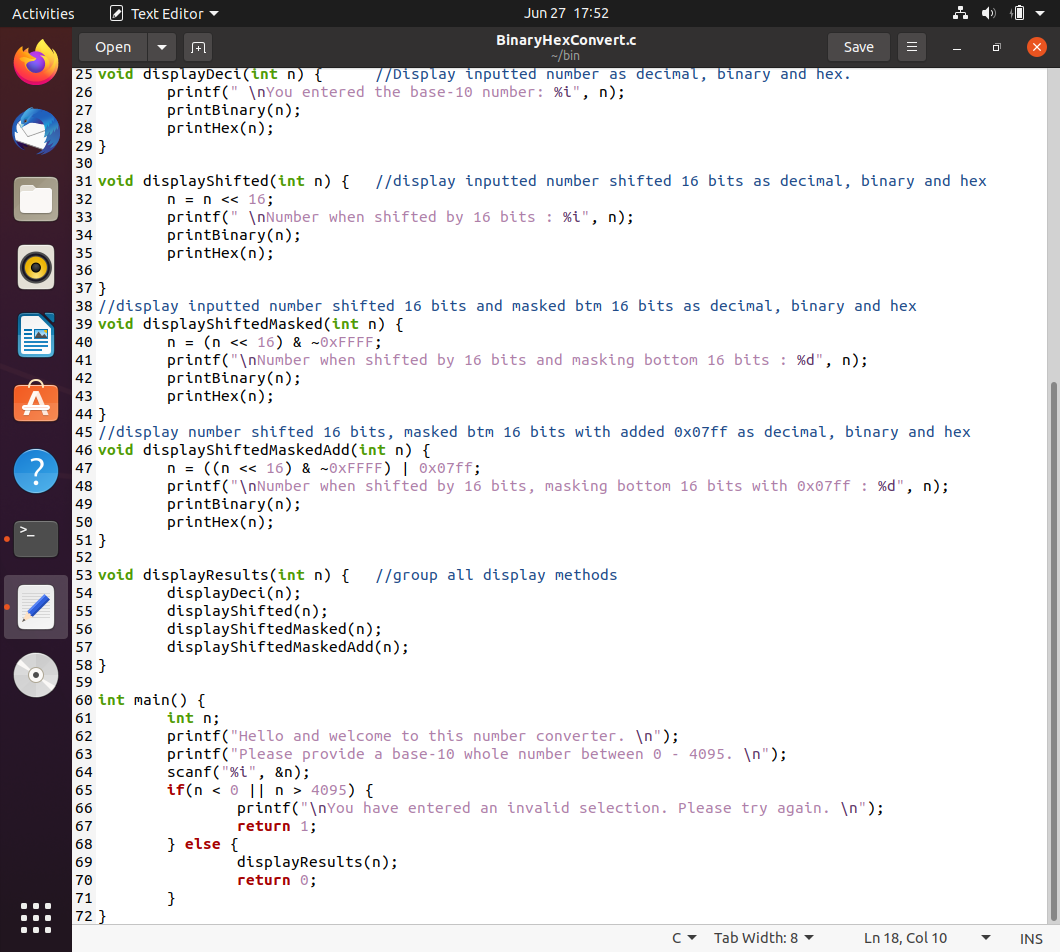 Activities Text Editor Jun 27 17:52
Open BinaryHexConvert.c Save
~/bin
25 void displayDeci(int n) { //Display inputted number as decimal, binary and hex.
26 printf(" \nYou entered the base-10 number: %i", n);
27 printBinary(n);
28 printHex(n);
29 }
30
31 void displayShifted(int n) { //display inputted number shifted 16 bits as decimal, binary and hex
32 n = n << 16;
33 printf(" \nNumber when shifted by 16 bits : %i", n);
34 printBinary(n);
35 printHex(n);
36
37 }
38 //display inputted number shifted 16 bits and masked btm 16 bits as decimal, binary and hex
39 void displayShiftedMasked(int n) {
40 n = (n << 16) & ~0xFFFF;
41 printf("\nNumber when shifted by 16 bits and masking bottom 16 bits : %d", n);
42 printBinary(n);
43 printHex(n);
44 }
45 //display number shifted 16 bits, masked btm 16 bits with added 0x07ff as decimal, binary and hex
46 void displayShiftedMaskedAdd(int n) {
47 n = ((n << 16) & ~0xFFFF) | 0x07ff;
48 printf("\nNumber when shifted by 16 bits, masking bottom 16 bits with 0x07ff : %d", n);
49 printBinary(n);
50 printHex(n);
51 }
52
53 void displayResults(int n) { //group all display methods
54 displayDeci(n);
55 displayShifted(n);
56 displayShiftedMasked(n);
57 displayShiftedMaskedAdd(n);
58 }
59
60 int main() {
61 int n;
62 printf("Hello and welcome to this number converter. \n");
63 printf("Please provide a base-10 whole number between 0 - 4095. \n");
64 scanf("%i", &n);
65 if(n < 0 || n > 4095) {
66 printf("\nYou have entered an invalid selection. Please try again. \n");
67 return 1;
68 } else {
69 displayResults(n);
70 return 0;
71 }
72 }
C Tab Width: 8 Ln 18, Col 10 INS